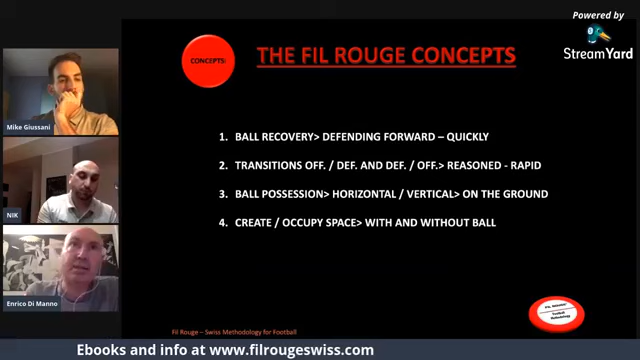 Powered by
StreamYard
CONCEPTS:
THE FIL ROUGE CONCEPTS
1. BALL RECOVERY> DEFENDING FORWARD – QUICKLY
2. TRANSITIONS OFF. / DEF. AND DEF. / OFF.> REASONED - RAPID
3. BALL POSSESSION> HORIZONTAL / VERTICAL> ON THE GROUND
4. CREATE / OCCUPY SPACE> WITH AND WITHOUT BALL
Mike Giussani
NIK
Enrico Di Manno
Football
Methodology
Fil Rouge – Swiss Methodology for Football
Ebooks and info at www.filrougeswiss.com